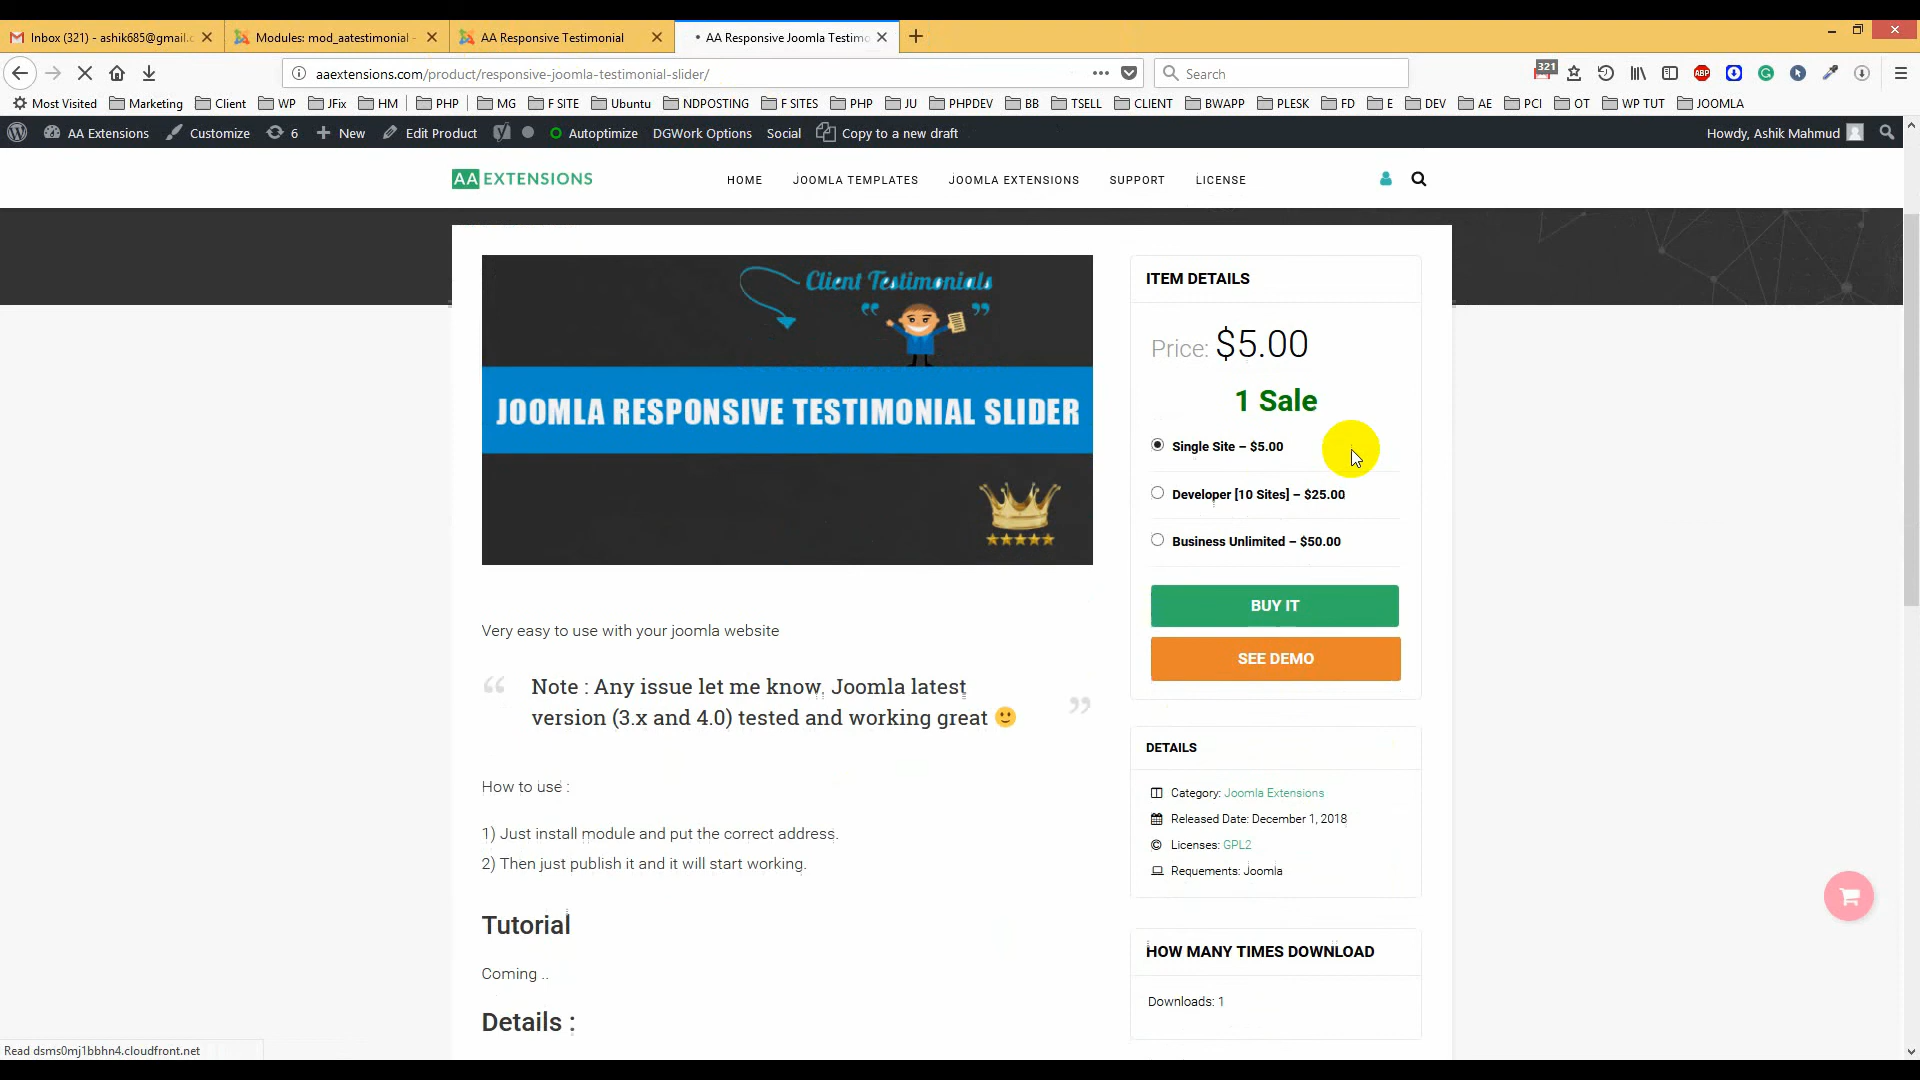 Inbox (321) - ashik685@gmail.c
Modules: mod_aatestimonial -
AA Responsive Testimonial
AA Responsive Joomla Testimo
aaextensions.com/product/responsive-joomla-testimonial-slider/
Search
321
ABP
Most Visited
Marketing
Client
WP
JFix
HM
PHP
MG
F SITE
Ubuntu
NDPOSTING
F SITES
PHP
JU
PHPDEV
BB
TSELL
CLIENT
BWAPP
PLESK
FD
E
DEV
AE
PCI
OT
WP TUT
JOOMLA
AA Extensions
Customize
6
New
Edit Product
Autoptimize
DGWork Options
Social
Copy to a new draft
Howdy, Ashik Mahmud
AA EXTENSIONS
HOME
JOOMLA TEMPLATES
JOOMLA EXTENSIONS
SUPPORT
LICENSE
Client Testimonials
JOOMLA RESPONSIVE TESTIMONIAL SLIDER
ITEM DETAILS
Price: $5.00
1 Sale
Single Site – $5.00
Developer [10 Sites] – $25.00
Business Unlimited – $50.00
BUY IT
SEE DEMO
Very easy to use with your joomla website
Note : Any issue let me know, Joomla latest
version (3.x and 4.0) tested and working great 🙂
How to use :
1) Just install module and put the correct address.
2) Then just publish it and it will start working.
Tutorial
Coming ..
Details :
DETAILS
Category: Joomla Extensions
Released Date: December 1, 2018
Licenses: GPL2
Requements: Joomla
HOW MANY TIMES DOWNLOAD
Downloads: 1
Read dsms0mj1bbhn4.cloudfront.net